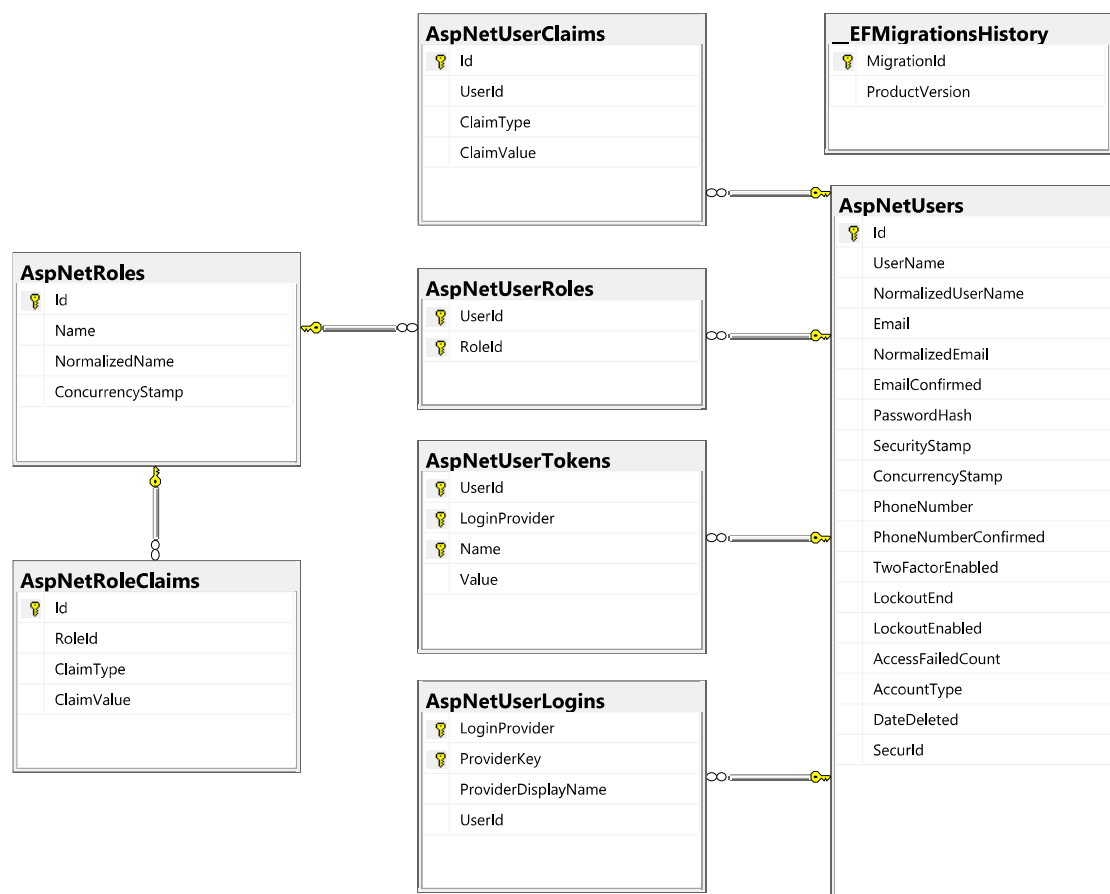 AspNetUserClaims
Id
UserId
ClaimType
ClaimValue
__EFMigrationsHistory
MigrationId
ProductVersion
AspNetUsers
Id
UserName
NormalizedUserName
Email
NormalizedEmail
EmailConfirmed
PasswordHash
SecurityStamp
ConcurrencyStamp
PhoneNumber
PhoneNumberConfirmed
TwoFactorEnabled
LockoutEnd
LockoutEnabled
AccessFailedCount
AccountType
DateDeleted
SecurId
AspNetRoles
Id
Name
NormalizedName
ConcurrencyStamp
AspNetUserRoles
UserId
RoleId
AspNetUserTokens
UserId
LoginProvider
Name
Value
AspNetRoleClaims
Id
RoleId
ClaimType
ClaimValue
AspNetUserLogins
LoginProvider
ProviderKey
ProviderDisplayName
UserId